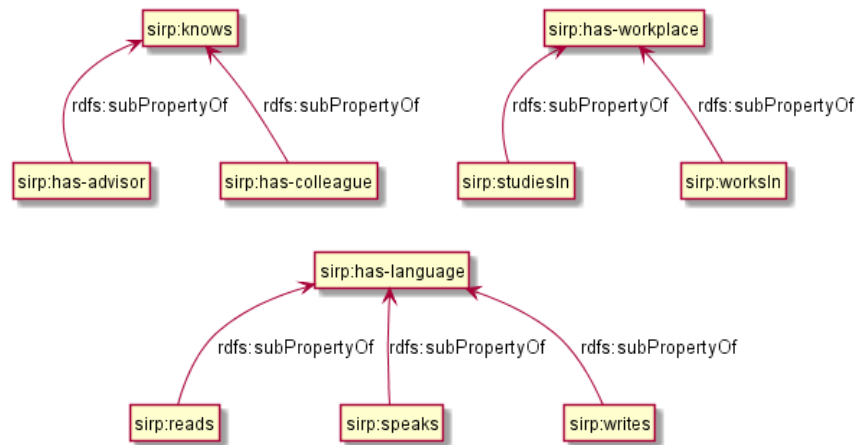 sirp:knows
sirp:has-workplace
rdfs:subPropertyOf
rdfs:subPropertyOf
rdfs:subPropertyOf
rdfs:subPropertyOf
sirp:has-advisor
sirp:has-colleague
sirp:studiesIn
sirp:worksIn
sirp:has-language
rdfs:subPropertyOf
rdfs:subPropertyOf
rdfs:subPropertyOf
sirp:reads
sirp:speaks
sirp:writes